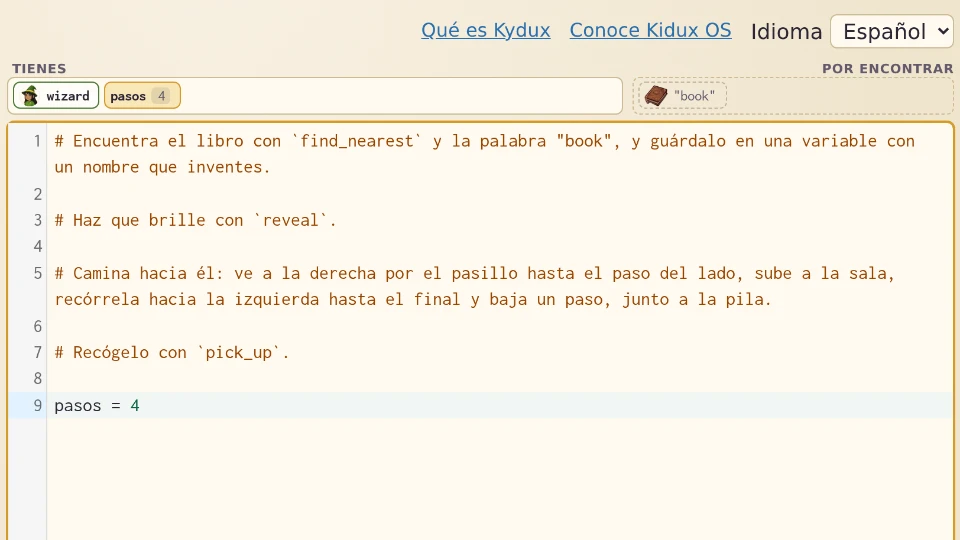 Qué es Kydux Conoce Kidux OS Idioma Español
TIENES POR ENCONTRAR
wizard pasos 4 "book"
1 # Encuentra el libro con `find_nearest` y la palabra "book", y guárdalo en una variable con
un nombre que inventes.
2
3 # Haz que brille con `reveal`.
4
5 # Camina hacia él: ve a la derecha por el pasillo hasta el paso del lado, sube a la sala,
recórrela hacia la izquierda hasta el final y baja un paso, junto a la pila.
6
7 # Recógelo con `pick_up`.
8
9 pasos = 4